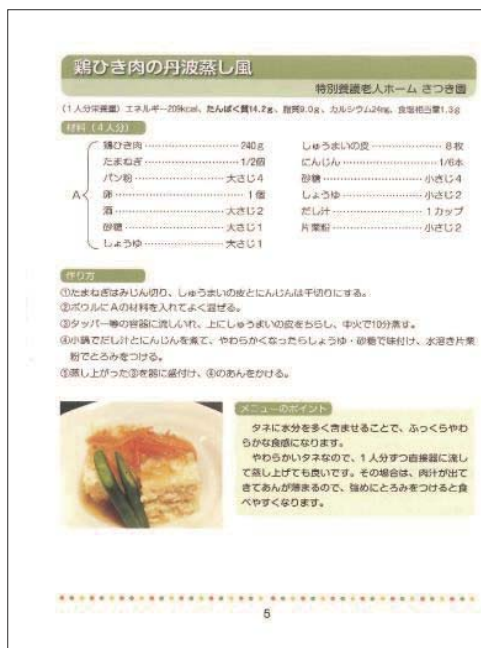 鶏ひき肉の丹波蒸し風
特別養護老人ホーム さつき園
(1人分栄養量) エネルギー209kcal、たんぱく質14.2g、脂質9.0g、カルシウム24mg、食塩相当量1.3g
材料(4人分)
A
鶏ひき肉……240g
たまねぎ……1/2個
パン粉……大さじ4
卵……1個
酒……大さじ2
砂糖……大さじ1
しょうゆ……大さじ1
しゅうまいの皮……8枚
にんじん……1/6本
砂糖……小さじ4
しょうゆ……小さじ2
だし汁……1カップ
片栗粉……小さじ2
作り方
①たまねぎはみじん切り、しゅうまいの皮とにんじんは千切りにする。
②ボウルにAの材料を入れてよく混ぜる。
③タッパー等の容器に流しいれ、上にしゅうまいの皮をちらし、中火で10分蒸す。
④小鍋でだし汁とにんじんを煮て、やわらかくなったらしょうゆ・砂糖で味付け、水溶き片栗
粉でとろみをつける。
⑤蒸し上がった③を器に盛付け、④のあんをかける。
メニューのポイント
タネに水分を多く含ませることで、ふっくらやわ
らかな食感になります。
やわらかいタネなので、1人分ずつ直接器に流し
て蒸し上げても良いです。その場合は、肉汁が出て
きてあんが薄まるので、強めにとろみをつけると食
べやすくなります。
5